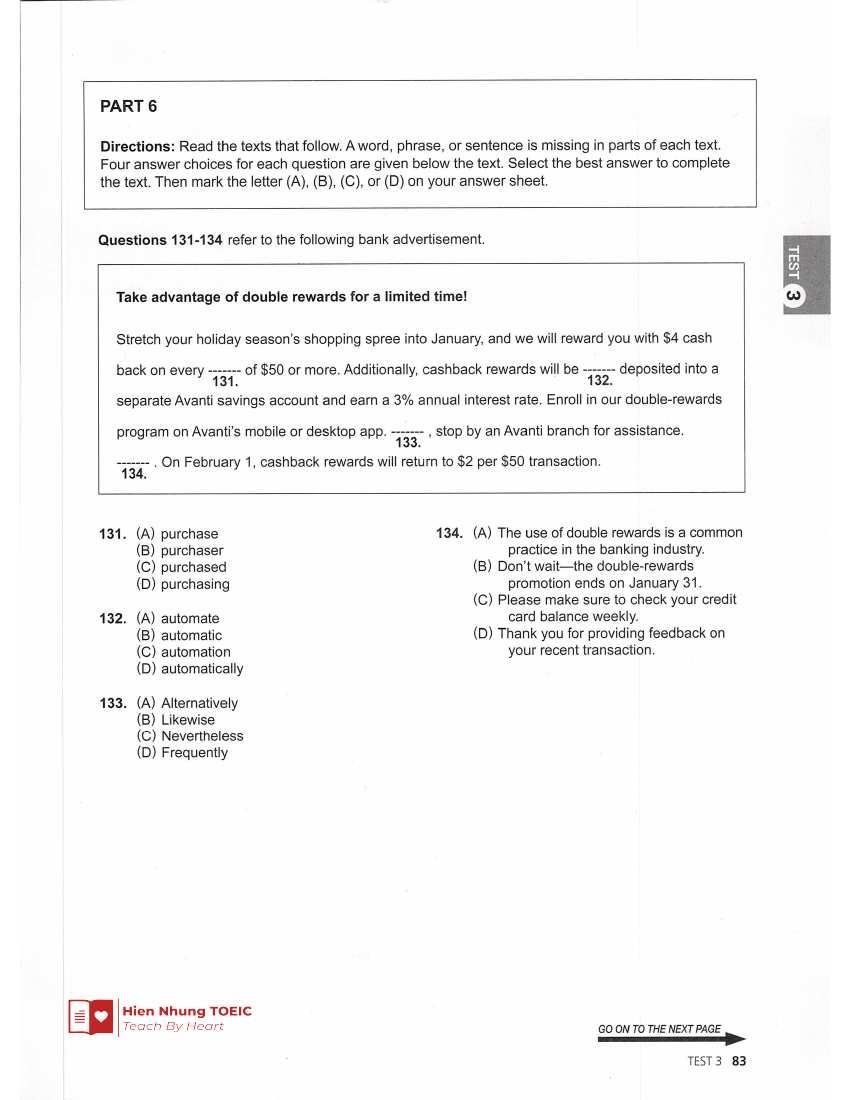 PART 6
Directions: Read the texts that follow. A word, phrase, or sentence is missing in parts of each text.
Four answer choices for each question are given below the text. Select the best answer to complete
the text. Then mark the letter (A), (B), (C), or (D) on your answer sheet.
Questions 131-134 refer to the following bank advertisement.
TEST 3
Take advantage of double rewards for a limited time!
Stretch your holiday season's shopping spree into January, and we will reward you with $4 cash
back on every ------- of $50 or more. Additionally, cashback rewards will be ------- deposited into a
131. 132.
separate Avanti savings account and earn a 3% annual interest rate. Enroll in our double-rewards
program on Avanti's mobile or desktop app. ------- , stop by an Avanti branch for assistance.
133.
------- . On February 1, cashback rewards will return to $2 per $50 transaction.
134.
131. (A) purchase
(B) purchaser
(C) purchased
(D) purchasing
132. (A) automate
(B) automatic
(C) automation
(D) automatically
133. (A) Alternatively
(B) Likewise
(C) Nevertheless
(D) Frequently
134. (A) The use of double rewards is a common
practice in the banking industry.
(B) Don't wait—the double-rewards
promotion ends on January 31.
(C) Please make sure to check your credit
card balance weekly.
(D) Thank you for providing feedback on
your recent transaction.
Hien Nhung TOEIC
Teach By Heart
GO ON TO THE NEXT PAGE
TEST 3 83